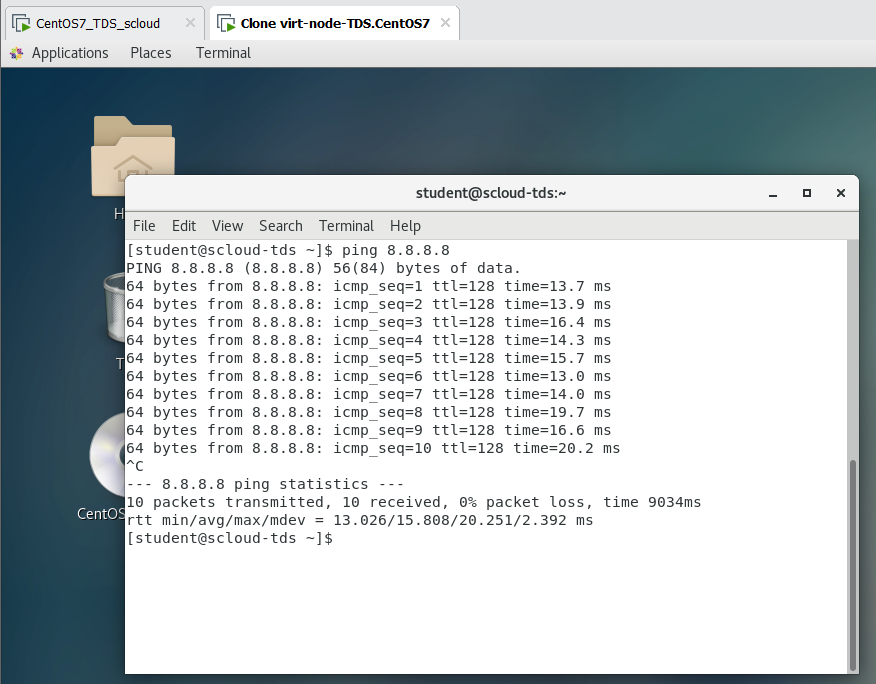 CentOS7_TDS_scloud
Clone virt-node-TDS.CentOS7
Applications Places Terminal
H
T
CentOS
student@scloud-tds:~
File Edit View Search Terminal Help
[student@scloud-tds ~]$ ping 8.8.8.8
PING 8.8.8.8 (8.8.8.8) 56(84) bytes of data.
64 bytes from 8.8.8.8: icmp_seq=1 ttl=128 time=13.7 ms
64 bytes from 8.8.8.8: icmp_seq=2 ttl=128 time=13.9 ms
64 bytes from 8.8.8.8: icmp_seq=3 ttl=128 time=16.4 ms
64 bytes from 8.8.8.8: icmp_seq=4 ttl=128 time=14.3 ms
64 bytes from 8.8.8.8: icmp_seq=5 ttl=128 time=15.7 ms
64 bytes from 8.8.8.8: icmp_seq=6 ttl=128 time=13.0 ms
64 bytes from 8.8.8.8: icmp_seq=7 ttl=128 time=14.0 ms
64 bytes from 8.8.8.8: icmp_seq=8 ttl=128 time=19.7 ms
64 bytes from 8.8.8.8: icmp_seq=9 ttl=128 time=16.6 ms
64 bytes from 8.8.8.8: icmp_seq=10 ttl=128 time=20.2 ms
^C
--- 8.8.8.8 ping statistics ---
10 packets transmitted, 10 received, 0% packet loss, time 9034ms
rtt min/avg/max/mdev = 13.026/15.808/20.251/2.392 ms
[student@scloud-tds ~]$